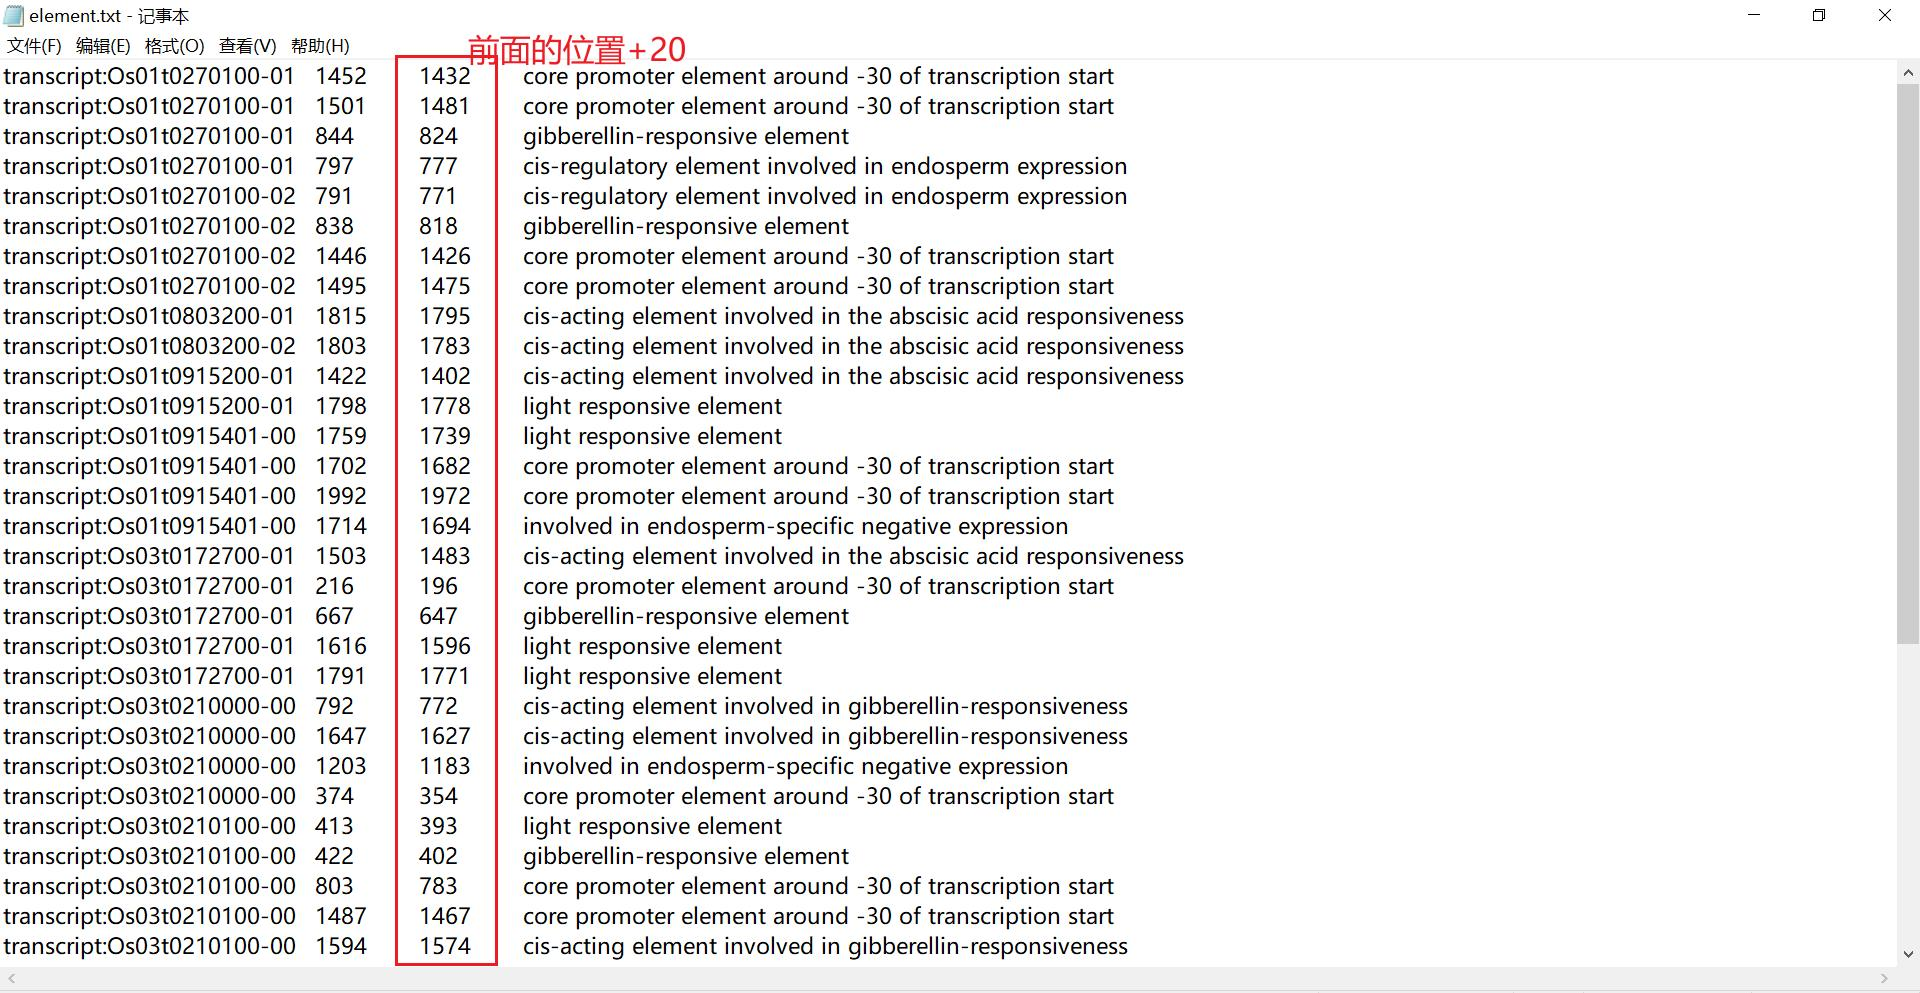 element.txt - 记事本
文件(F) 编辑(E) 格式(O) 查看(V) 帮助(H)
前面的位置+20
transcript:Os01t0270100-01 1452 1432 core promoter element around -30 of transcription start
transcript:Os01t0270100-01 1501 1481 core promoter element around -30 of transcription start
transcript:Os01t0270100-01 844 824 gibberellin-responsive element
transcript:Os01t0270100-01 797 777 cis-regulatory element involved in endosperm expression
transcript:Os01t0270100-02 791 771 cis-regulatory element involved in endosperm expression
transcript:Os01t0270100-02 838 818 gibberellin-responsive element
transcript:Os01t0270100-02 1446 1426 core promoter element around -30 of transcription start
transcript:Os01t0270100-02 1495 1475 core promoter element around -30 of transcription start
transcript:Os01t0803200-01 1815 1795 cis-acting element involved in the abscisic acid responsiveness
transcript:Os01t0803200-02 1803 1783 cis-acting element involved in the abscisic acid responsiveness
transcript:Os01t0915200-01 1422 1402 cis-acting element involved in the abscisic acid responsiveness
transcript:Os01t0915200-01 1798 1778 light responsive element
transcript:Os01t0915401-00 1759 1739 light responsive element
transcript:Os01t0915401-00 1702 1682 core promoter element around -30 of transcription start
transcript:Os01t0915401-00 1992 1972 core promoter element around -30 of transcription start
transcript:Os01t0915401-00 1714 1694 involved in endosperm-specific negative expression
transcript:Os03t0172700-01 1503 1483 cis-acting element involved in the abscisic acid responsiveness
transcript:Os03t0172700-01 216 196 core promoter element around -30 of transcription start
transcript:Os03t0172700-01 667 647 gibberellin-responsive element
transcript:Os03t0172700-01 1616 1596 light responsive element
transcript:Os03t0172700-01 1791 1771 light responsive element
transcript:Os03t0210000-00 792 772 cis-acting element involved in gibberellin-responsiveness
transcript:Os03t0210000-00 1647 1627 cis-acting element involved in gibberellin-responsiveness
transcript:Os03t0210000-00 1203 1183 involved in endosperm-specific negative expression
transcript:Os03t0210000-00 374 354 core promoter element around -30 of transcription start
transcript:Os03t0210100-00 413 393 light responsive element
transcript:Os03t0210100-00 422 402 gibberellin-responsive element
transcript:Os03t0210100-00 803 783 core promoter element around -30 of transcription start
transcript:Os03t0210100-00 1487 1467 core promoter element around -30 of transcription start
transcript:Os03t0210100-00 1594 1574 cis-acting element involved in gibberellin-responsiveness